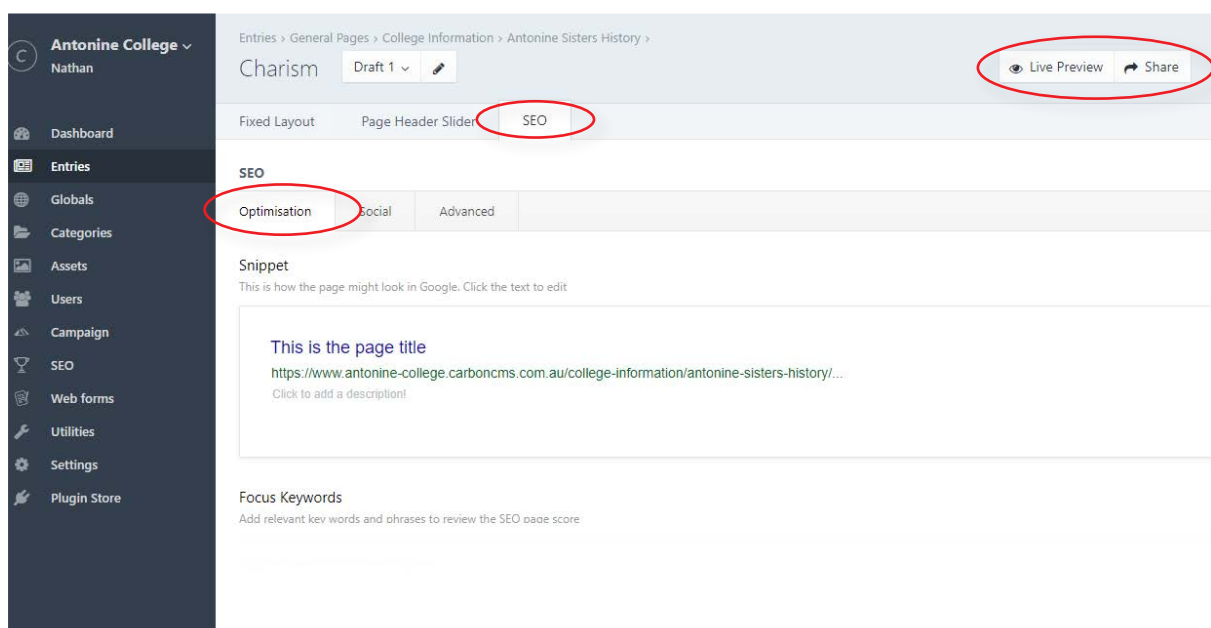 C
Antonine College
Nathan
Dashboard
Entries
Globals
Categories
Assets
Users
Campaign
SEO
Web forms
Utilities
Settings
Plugin Store
Entries › General Pages › College Information › Antonine Sisters History ›
Charism Draft 1
Live Preview Share
Fixed Layout Page Header Slider SEO
SEO
Optimisation Social Advanced
Snippet
This is how the page might look in Google. Click the text to edit
This is the page title
https://www.antonine-college.carboncms.com.au/college-information/antonine-sisters-history/...
Click to add a description!
Focus Keywords
Add relevant key words and phrases to review the SEO page score